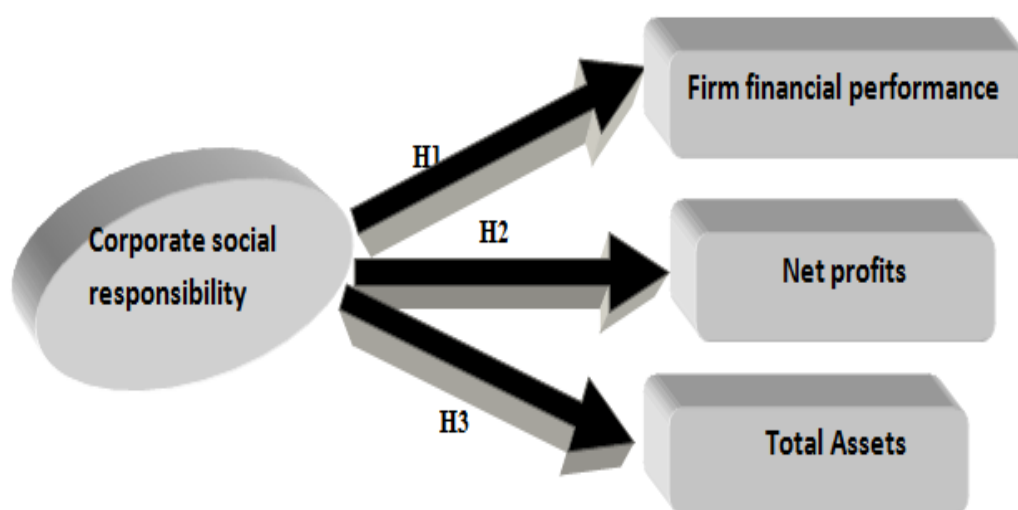 Firm financial performance
H1
Corporate social
responsibility
H2
Net profits
H3
Total Assets